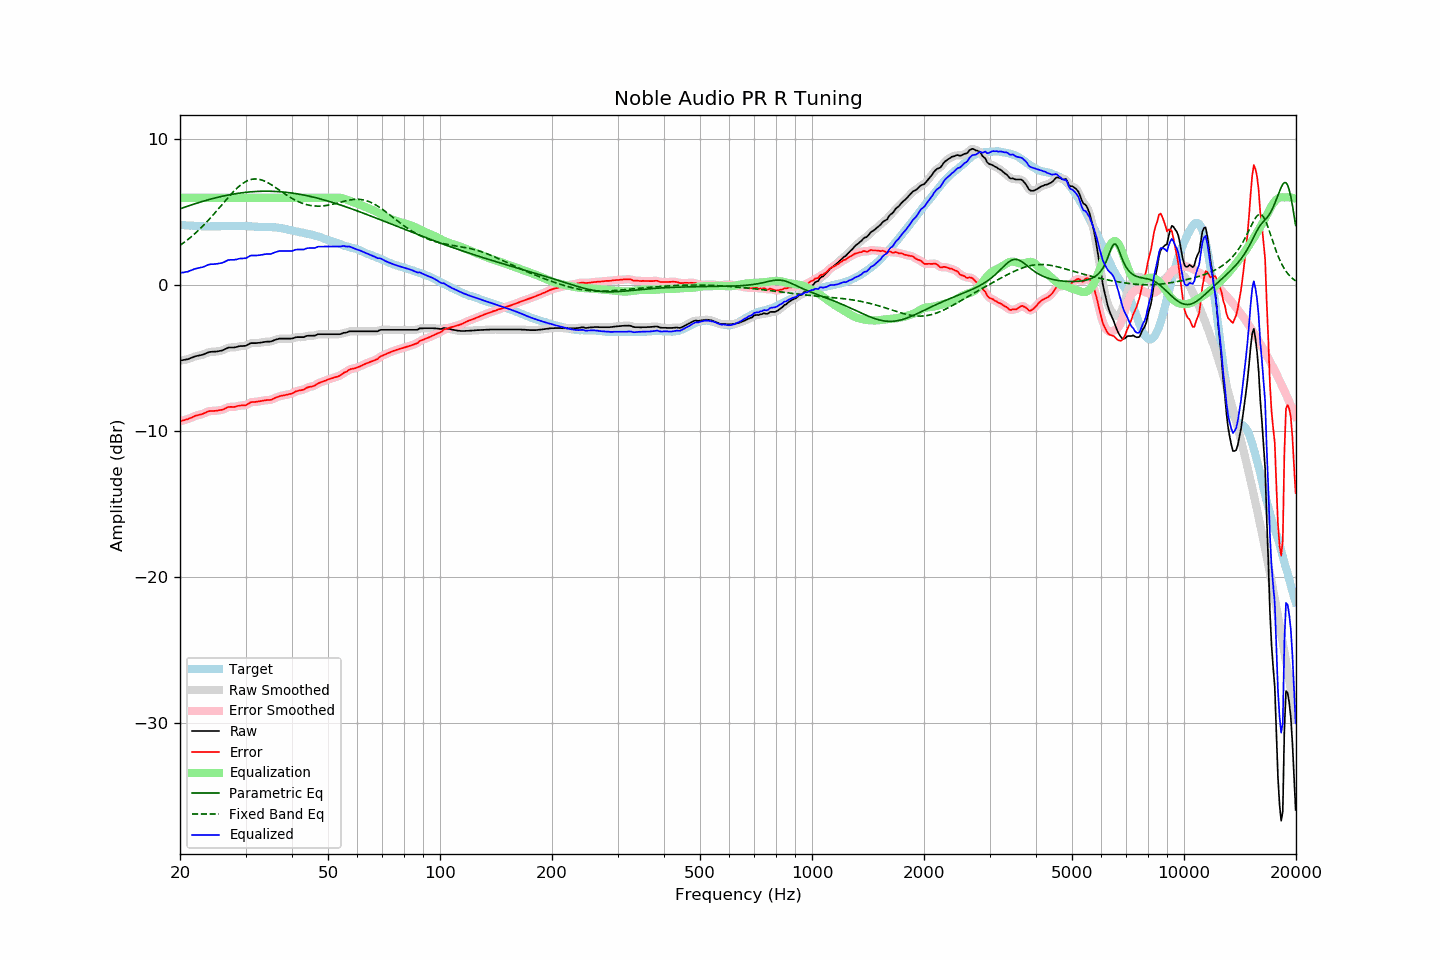 Noble Audio PR R Tuning
Amplitude (dBr)
10
0
−10
−20
−30
Target
Raw Smoothed
Error Smoothed
Raw
Error
Equalization
Parametric Eq
Fixed Band Eq
Equalized
20 50 100 200 500 1000 2000 5000 10000 20000
Frequency (Hz)